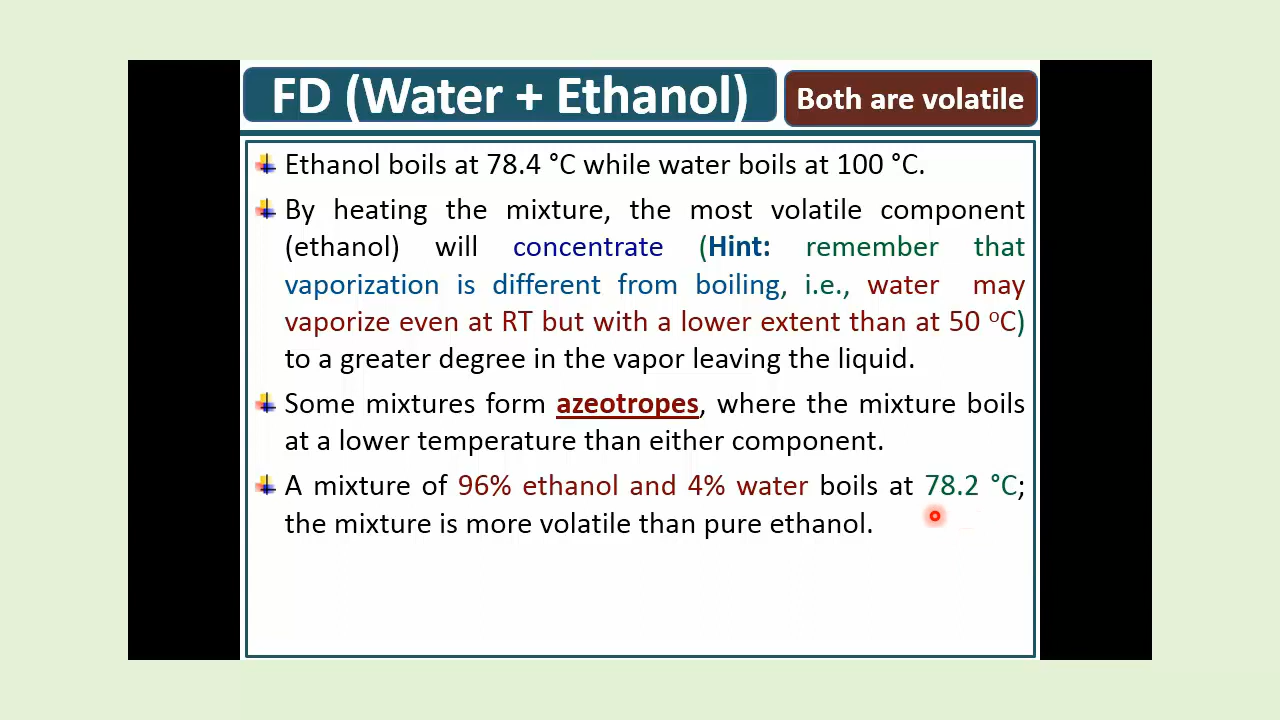 FD (Water + Ethanol)
Both are volatile
Ethanol boils at 78.4 °C while water boils at 100 °C.
By heating the mixture, the most volatile component
(ethanol) will concentrate (Hint: remember that
vaporization is different from boiling, i.e., water may
vaporize even at RT but with a lower extent than at 50 ºC)
to a greater degree in the vapor leaving the liquid.
Some mixtures form azeotropes, where the mixture boils
at a lower temperature than either component.
A mixture of 96% ethanol and 4% water boils at 78.2 °C;
the mixture is more volatile than pure ethanol.